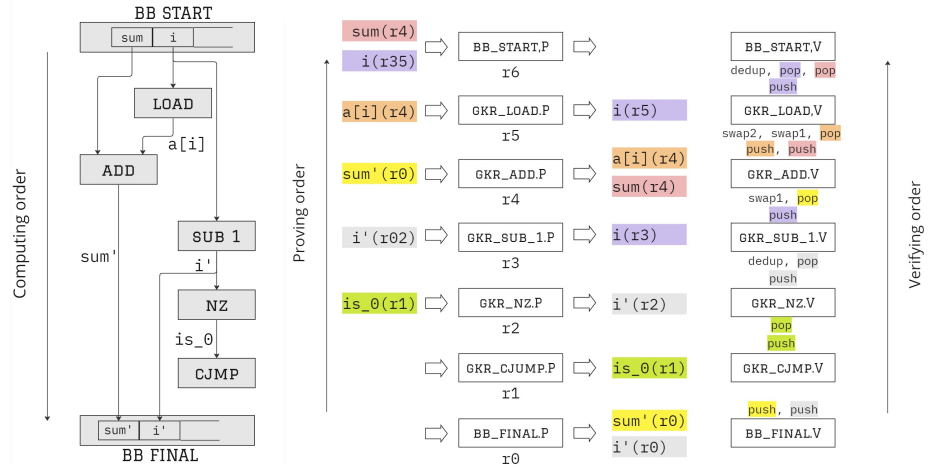 BB START
sum i
LOAD
a[i]
ADD
SUB 1
sum'
i'
NZ
is_0
CJMP
sum' i'
BB FINAL
Computing order
Proving order
sum(r4)
i(r35)
BB_START,P
r6
a[i](r4)
GKR_LOAD.P
i(r5)
r5
sum'(r0)
GKR_ADD.P
a[i](r4)
sum(r4)
r4
i'(r02)
GKR_SUB_1.P
i(r3)
r3
is_0(r1)
GKR_NZ.P
i'(r2)
r2
GKR_CJUMP.P
is_0(r1)
r1
BB_FINAL.P
sum'(r0)
i'(r0)
r0
BB_START,V
dedup, pop, pop
push
GKR_LOAD,V
swap2, swap1, pop
push, push
GKR_ADD.V
swap1, pop
push
GKR_SUB_1.V
dedup, pop
push
GKR_NZ.V
pop
push
GKR_CJMP.V
push, push
BB_FINAL.V
Verifying order